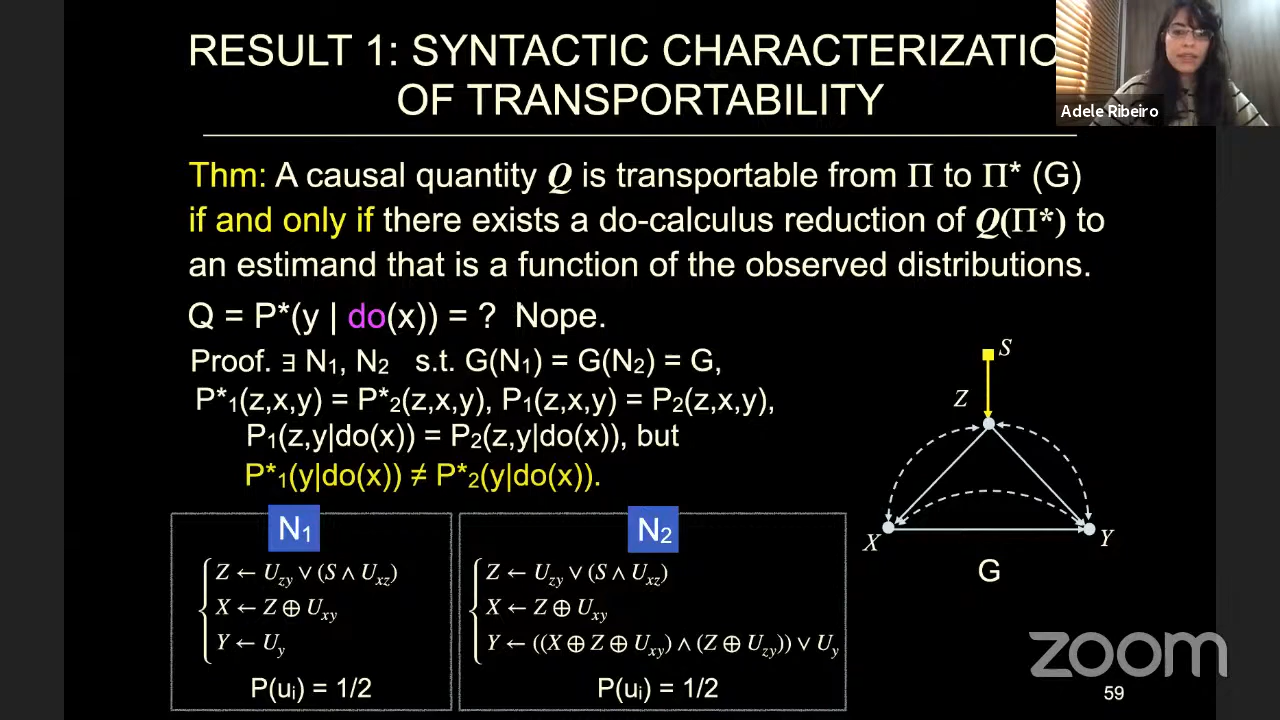 RESULT 1: SYNTACTIC CHARACTERIZATIO
OF TRANSPORTABILITY
Adele Ribeiro
Thm: A causal quantity Q is transportable from Π to Π* (G)
if and only if there exists a do-calculus reduction of Q(Π*) to
an estimand that is a function of the observed distributions.
Q = P*(y | do(x)) = ? Nope.
Proof. ∃ N₁, N₂ s.t. G(N₁) = G(N₂) = G,
P*₁(z,x,y) = P*₂(z,x,y), P₁(z,x,y) = P₂(z,x,y),
P₁(z,y|do(x)) = P₂(z,y|do(x)), but
P*₁(y|do(x)) ≠ P*₂(y|do(x)).
N₁
Z ← U_zy ∨ (S ∧ U_xz)
X ← Z ⊕ U_xy
Y ← U_y
P(uᵢ) = 1/2
N₂
Z ← U_zy ∨ (S ∧ U_xz)
X ← Z ⊕ U_xy
Y ← ((X ⊕ Z ⊕ U_xy) ∧ (Z ⊕ U_zy)) ∨ U_y
P(uᵢ) = 1/2
S
Z
X
Y
G
zoom
59